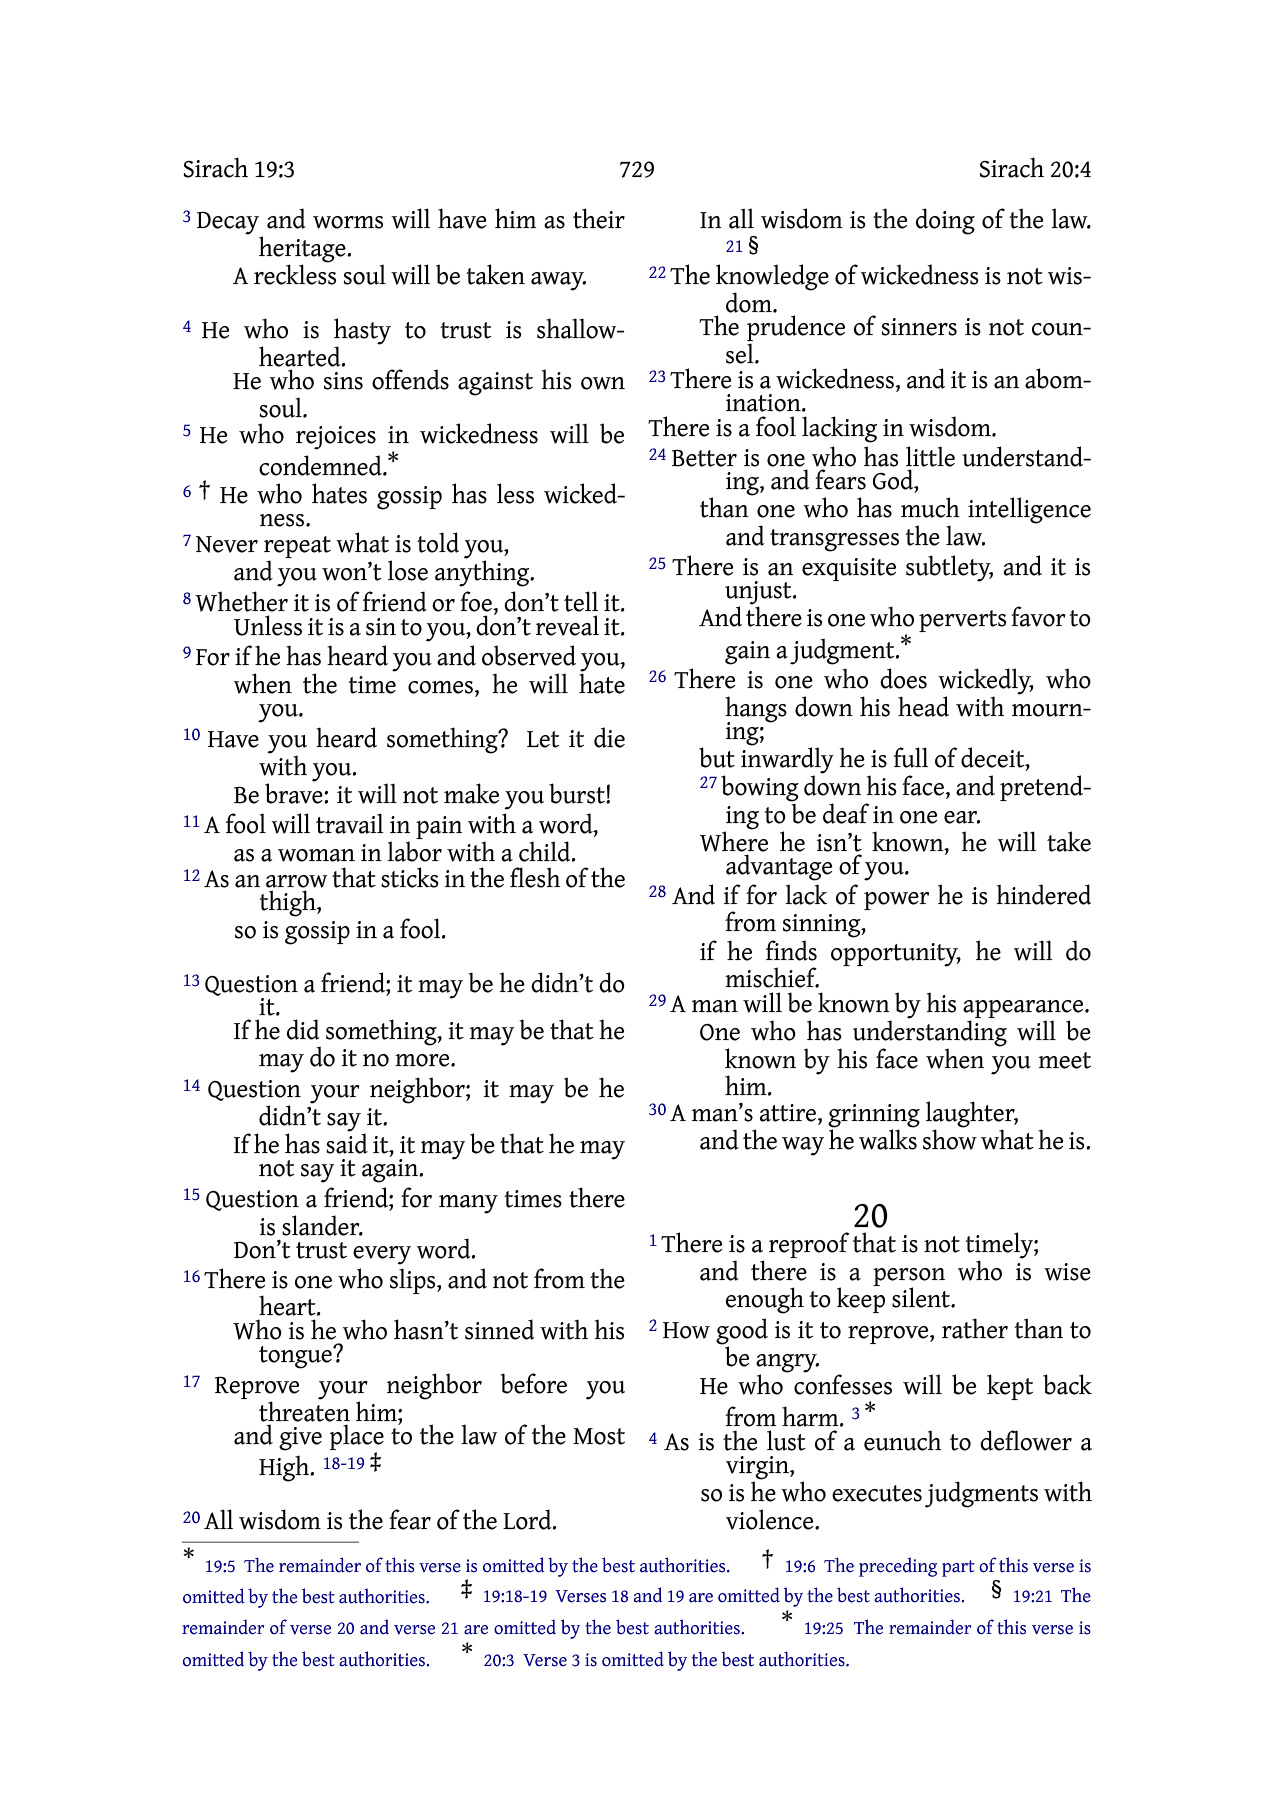 Sirach 19:3 729 Sirach 20:4
3 Decay and worms will have him as their
heritage.
A reckless soul will be taken away.
4 He who is hasty to trust is shallow-
hearted.
He who sins offends against his own
soul.
5 He who rejoices in wickedness will be
condemned.*
6 † He who hates gossip has less wicked-
ness.
7 Never repeat what is told you,
and you won’t lose anything.
8 Whether it is of friend or foe, don’t tell it.
Unless it is a sin to you, don’t reveal it.
9 For if he has heard you and observed you,
when the time comes, he will hate
you.
10 Have you heard something? Let it die
with you.
Be brave: it will not make you burst!
11 A fool will travail in pain with a word,
as a woman in labor with a child.
12 As an arrow that sticks in the flesh of the
thigh,
so is gossip in a fool.
13 Question a friend; it may be he didn’t do
it.
If he did something, it may be that he
may do it no more.
14 Question your neighbor; it may be he
didn’t say it.
If he has said it, it may be that he may
not say it again.
15 Question a friend; for many times there
is slander.
Don’t trust every word.
16 There is one who slips, and not from the
heart.
Who is he who hasn’t sinned with his
tongue?
17 Reprove your neighbor before you
threaten him;
and give place to the law of the Most
High. 18-19 ‡
20 All wisdom is the fear of the Lord.
In all wisdom is the doing of the law.
21 §
22 The knowledge of wickedness is not wis-
dom.
The prudence of sinners is not coun-
sel.
23 There is a wickedness, and it is an abom-
ination.
There is a fool lacking in wisdom.
24 Better is one who has little understand-
ing, and fears God,
than one who has much intelligence
and transgresses the law.
25 There is an exquisite subtlety, and it is
unjust.
And there is one who perverts favor to
gain a judgment.*
26 There is one who does wickedly, who
hangs down his head with mourn-
ing;
but inwardly he is full of deceit,
27 bowing down his face, and pretend-
ing to be deaf in one ear.
Where he isn’t known, he will take
advantage of you.
28 And if for lack of power he is hindered
from sinning,
if he finds opportunity, he will do
mischief.
29 A man will be known by his appearance.
One who has understanding will be
known by his face when you meet
him.
30 A man’s attire, grinning laughter,
and the way he walks show what he is.
20
1 There is a reproof that is not timely;
and there is a person who is wise
enough to keep silent.
2 How good is it to reprove, rather than to
be angry.
He who confesses will be kept back
from harm. 3 *
4 As is the lust of a eunuch to deflower a
virgin,
so is he who executes judgments with
violence.
* 19:5 The remainder of this verse is omitted by the best authorities. † 19:6 The preceding part of this verse is
omitted by the best authorities. ‡ 19:18-19 Verses 18 and 19 are omitted by the best authorities. § 19:21 The
remainder of verse 20 and verse 21 are omitted by the best authorities. * 19:25 The remainder of this verse is
omitted by the best authorities. * 20:3 Verse 3 is omitted by the best authorities.